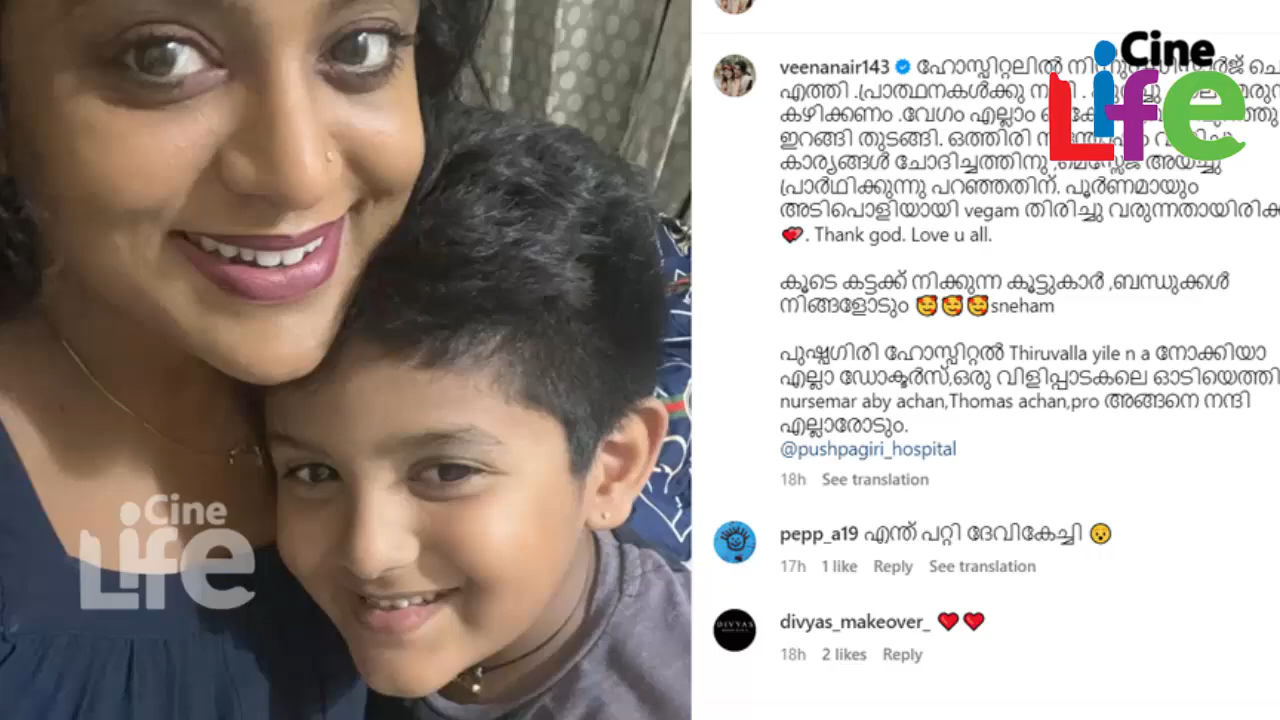 Cine
Life
veenanair143 ഹോസ്പിറ്റലിൽ
എത്തി .പ്രാത്ഥനകൾക്കു
കഴിക്കണം .വേഗം എല്ലാം
ഇറങ്ങി തുടങ്ങി. ഒത്തിരി
കാര്യങ്ങൾ ചോദിച്ചത്തിനു ,മെസ്സേജ് അയച്ചു
പ്രാർഥിക്കുന്നു പറഞ്ഞതിന്. പൂർണമായും
അടിപൊളിയായി vegam തിരിച്ചു
💕. Thank god. Love u all.
കൂടെ കട്ടക്ക് നിക്കുന്ന കൂട്ടുകാർ ,ബന്ധുക്കൾ
നിങ്ങളോടും 🥰🥰🥰sneham
പുഷ്പഗിരി ഹോസ്പിറ്റൽ Thiruvalla yile n a നോക്കിയാ
എല്ലാ ഡോക്ടർസ്,ഒരു വിളിപ്പാടകലെ ഓടിയെത്തി
nursemar aby achan,Thomas achan,pro അങ്ങനെ നന്ദി
എല്ലാരോടും.
@pushpagiri_hospital
18h See translation
pepp_a19 എന്ത് പറ്റി ദേവികേച്ചി 😯
17h 1 like Reply See translation
DIVYAS
divyas_makeover_ ❤️❤️
18h 2 likes Reply
Cine
Life